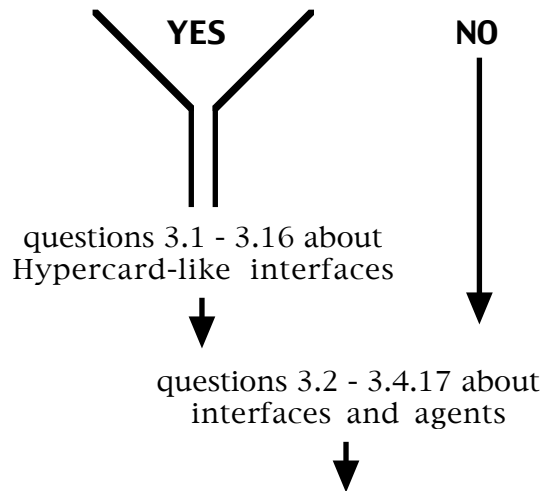 YES
NO
questions 3.1 - 3.16 about
Hypercard-like interfaces
questions 3.2 - 3.4.17 about
interfaces and agents